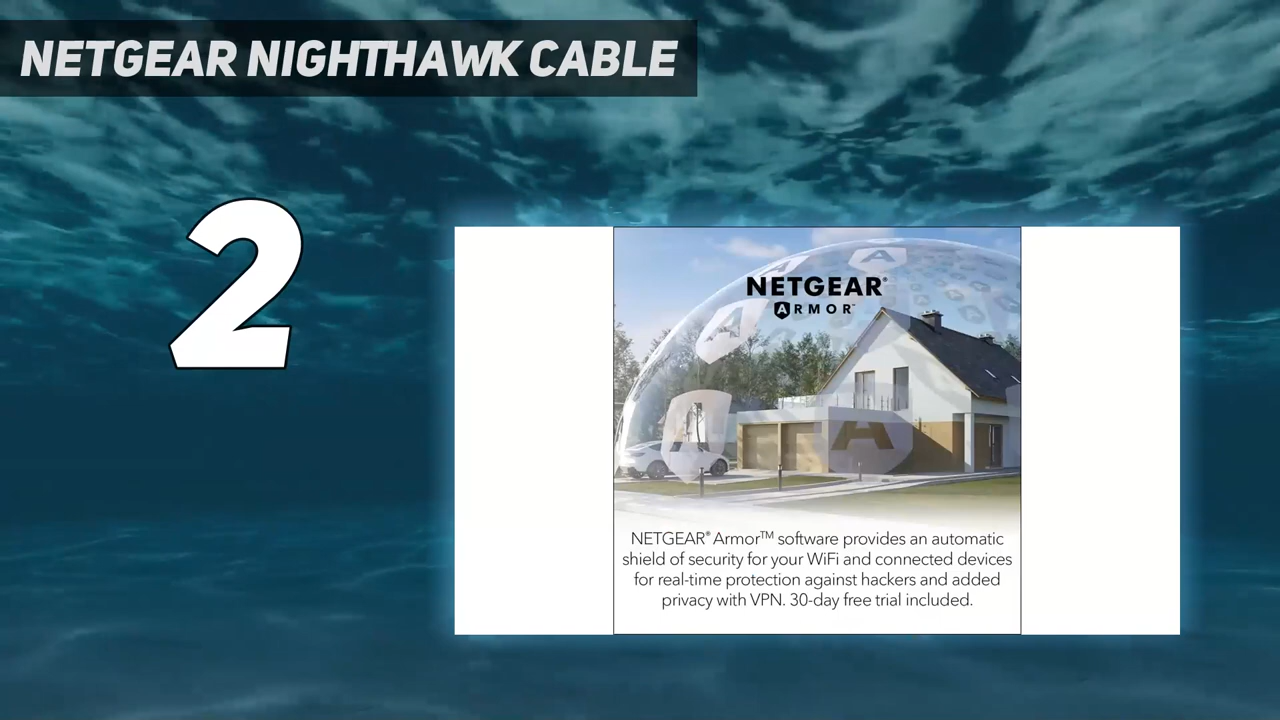 NETGEAR NIGHTHAWK CABLE
2
NETGEAR®
ARMOR™
NETGEAR® Armor™ software provides an automatic
shield of security for your WiFi and connected devices
for real-time protection against hackers and added
privacy with VPN. 30-day free trial included.